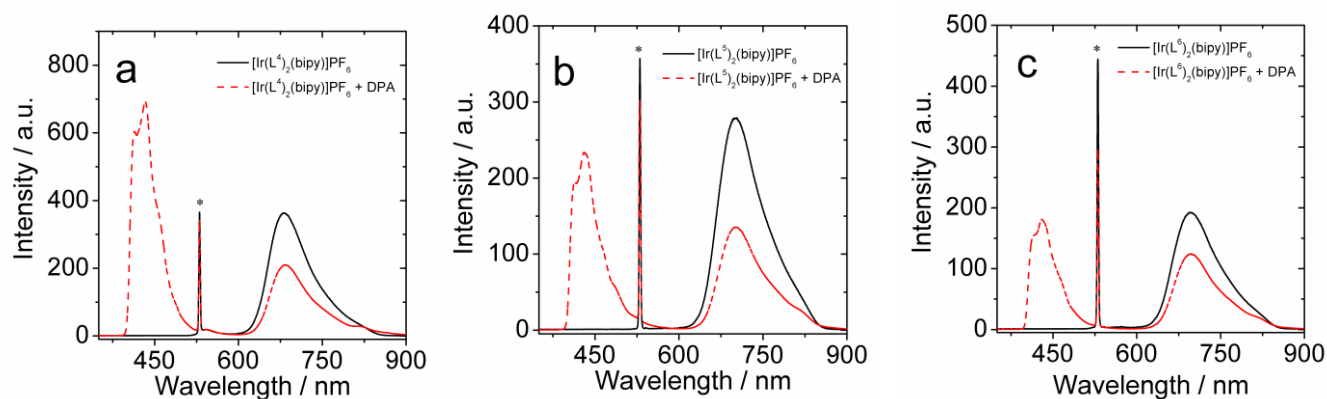 a
*
[Ir(L⁴)₂(bipy)]PF₆
[Ir(L⁴)₂(bipy)]PF₆ + DPA
800
600
400
200
0
Intensity / a.u.
450 600 750 900
Wavelength / nm
b
*
[Ir(L⁵)₂(bipy)]PF₆
[Ir(L⁵)₂(bipy)]PF₆ + DPA
400
300
200
100
0
Intensity / a.u.
450 600 750 900
Wavelength / nm
c
*
[Ir(L⁶)₂(bipy)]PF₆
[Ir(L⁶)₂(bipy)]PF₆ + DPA
500
400
300
200
100
0
Intensity / a.u.
450 600 750 900
Wavelength / nm